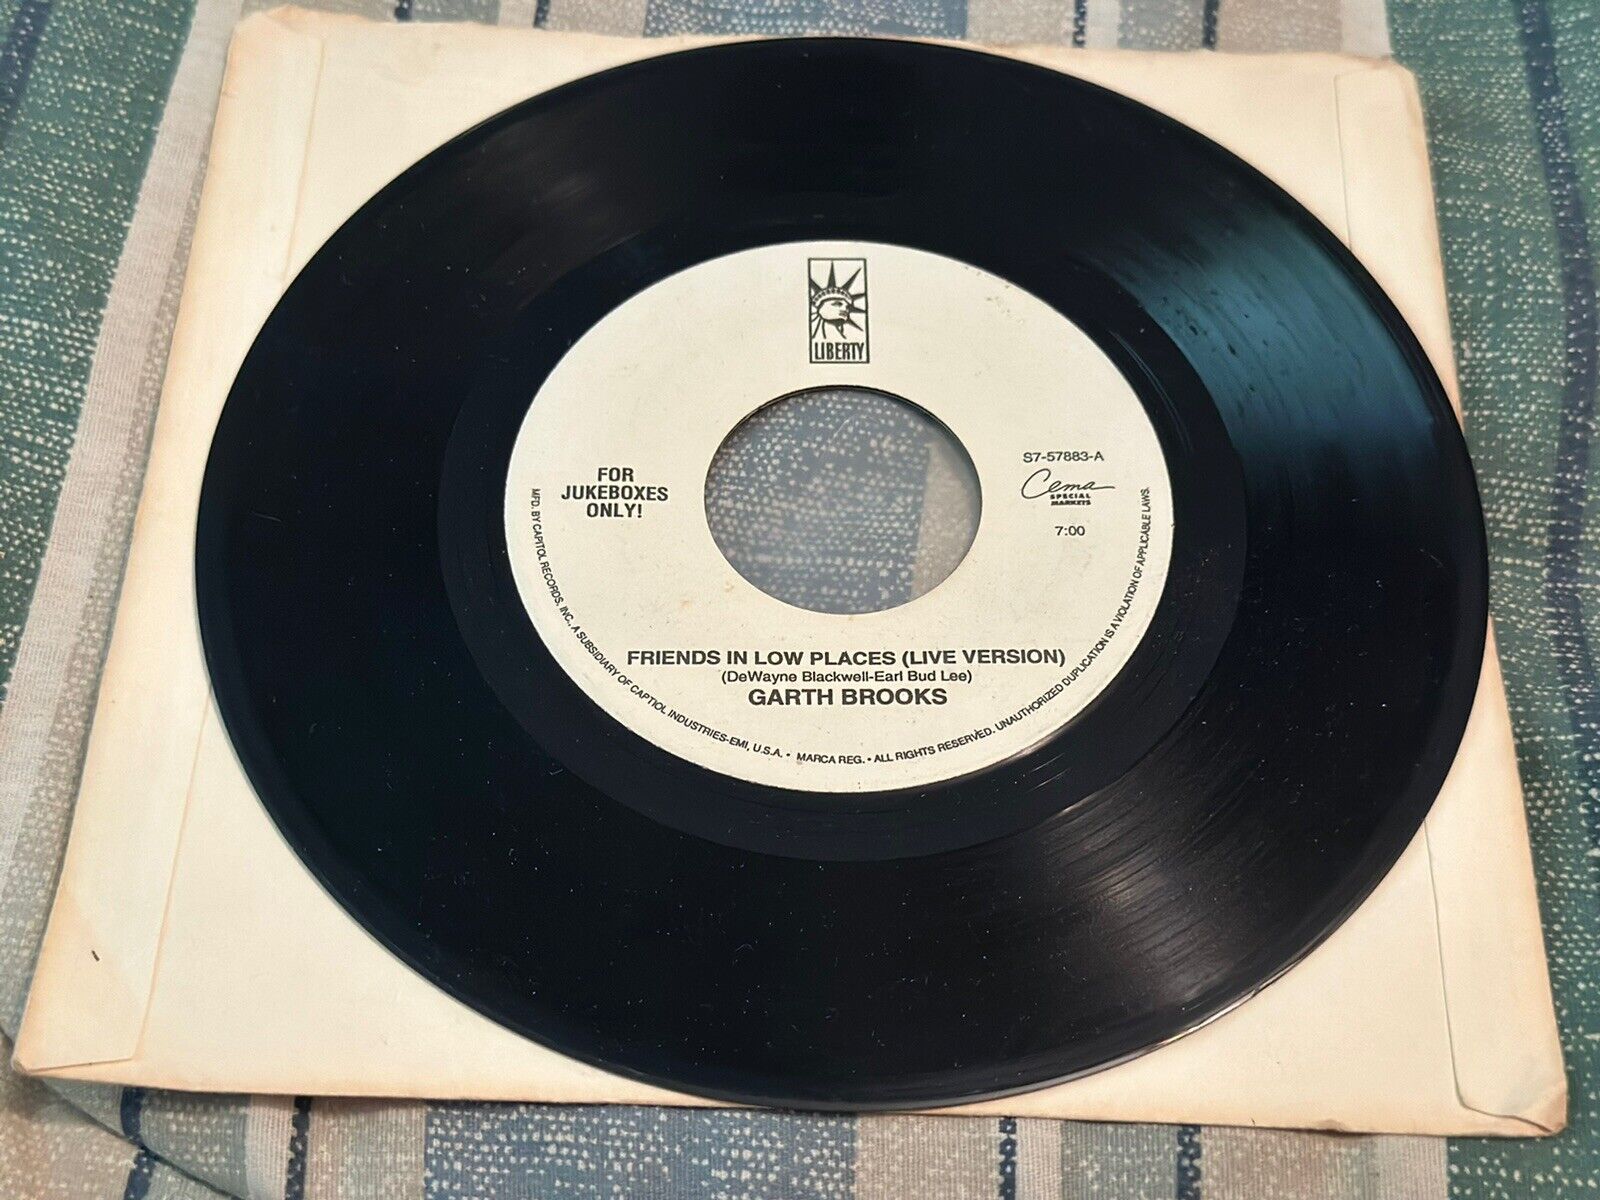 LIBERTY
FOR
JUKEBOXES
ONLY!
S7-57883-A
Cema
SPECIAL
MARKETS
7:00
FRIENDS IN LOW PLACES (LIVE VERSION)
(DeWayne Blackwell-Earl Bud Lee)
GARTH BROOKS
MFD. BY CAPITOL RECORDS, INC., A SUBSIDIARY OF CAPTIOL INDUSTRIES-EMI, U.S.A. • MARCA REG. • ALL RIGHTS RESERVED. UNAUTHORIZED DUPLICATION IS A VIOLATION OF APPLICABLE LAWS.